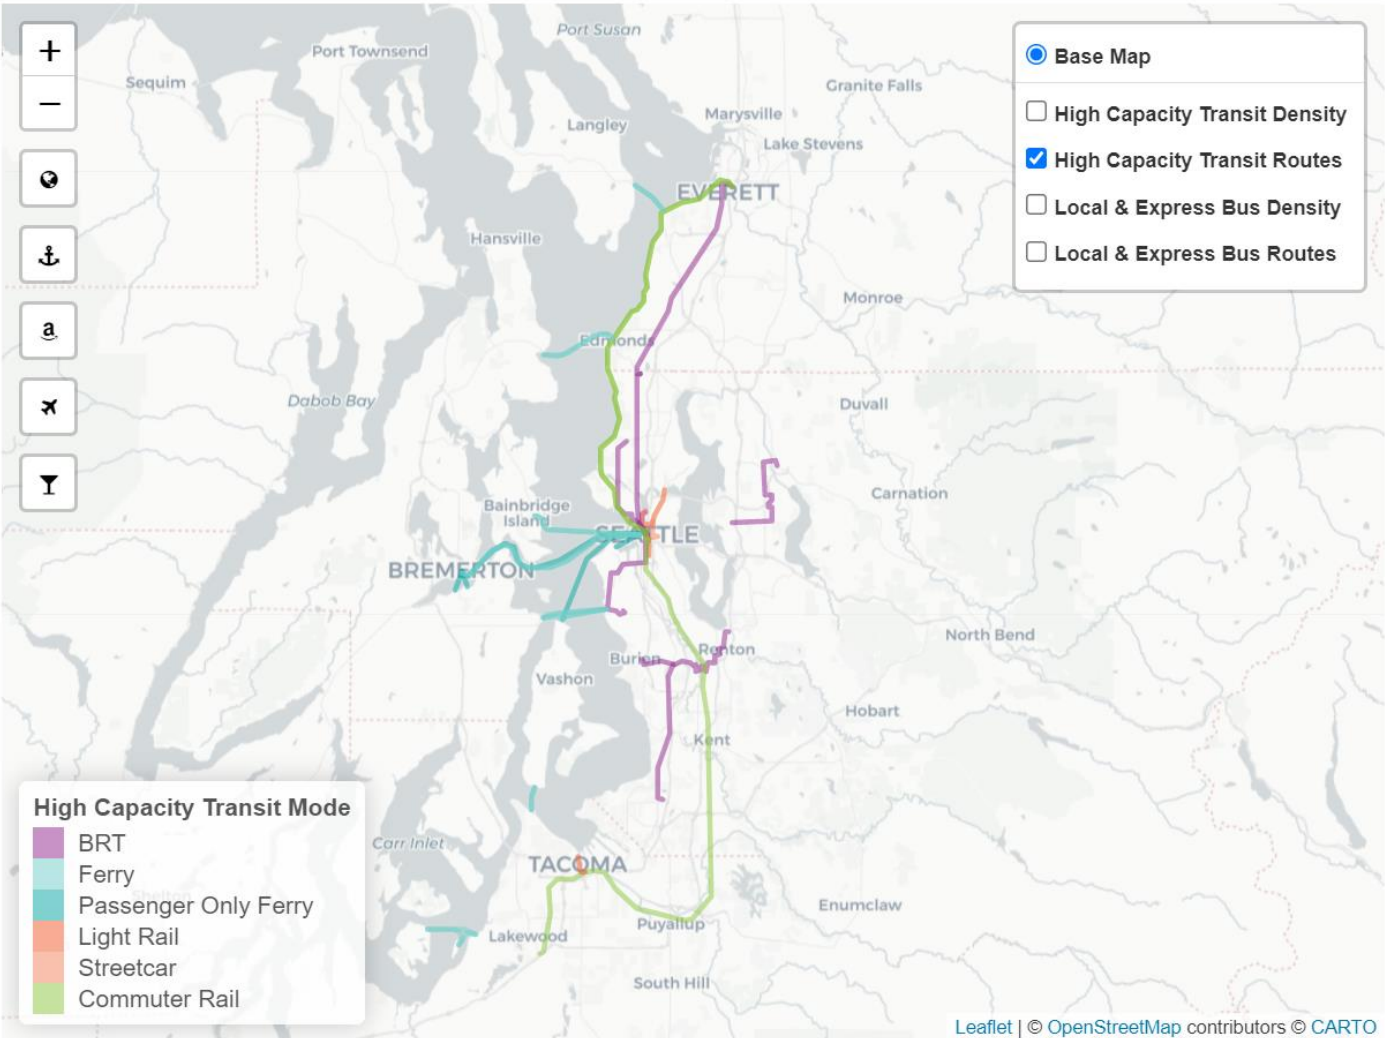 +
−
a
Base Map
High Capacity Transit Density
High Capacity Transit Routes
Local & Express Bus Density
Local & Express Bus Routes
Port Susan
Port Townsend
Sequim
Granite Falls
Marysville
Langley
Lake Stevens
EVERETT
Hansville
Monroe
Edmonds
Dabob Bay
Duvall
Carnation
Bainbridge
Island
SEATTLE
BREMERTON
North Bend
Burien
Renton
Vashon
Hobart
Kent
Carr Inlet
TACOMA
Shelton
Enumclaw
Puyallup
Lakewood
South Hill
High Capacity Transit Mode
BRT
Ferry
Passenger Only Ferry
Light Rail
Streetcar
Commuter Rail
Leaflet | © OpenStreetMap contributors © CARTO